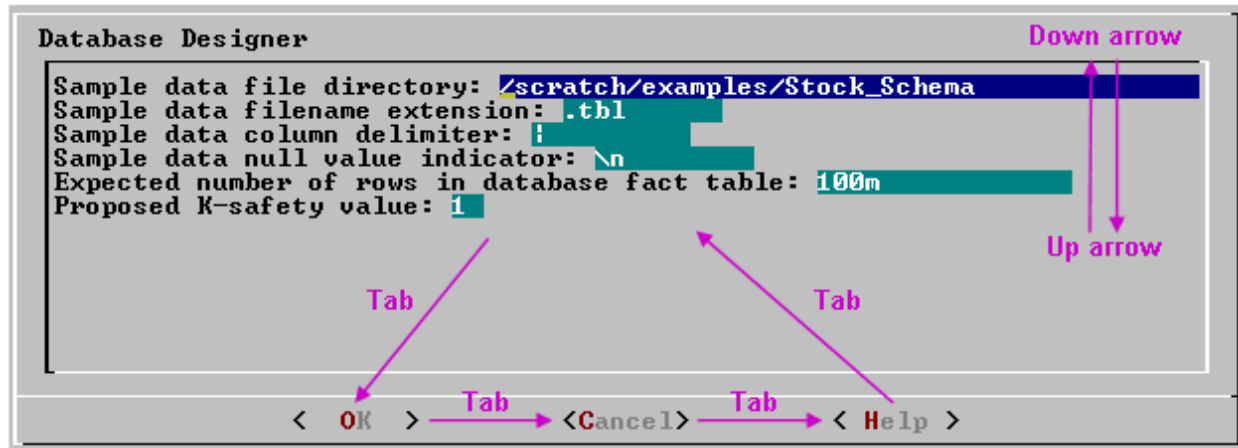 Database Designer
Down arrow
Sample data file directory: /scratch/examples/Stock_Schema
Sample data filename extension: .tbl
Sample data column delimiter: ¦
Sample data null value indicator: \n
Expected number of rows in database fact table: 100m
Proposed K-safety value: 1
Up arrow
Tab
Tab
< OK > Tab <Cancel> Tab < Help >